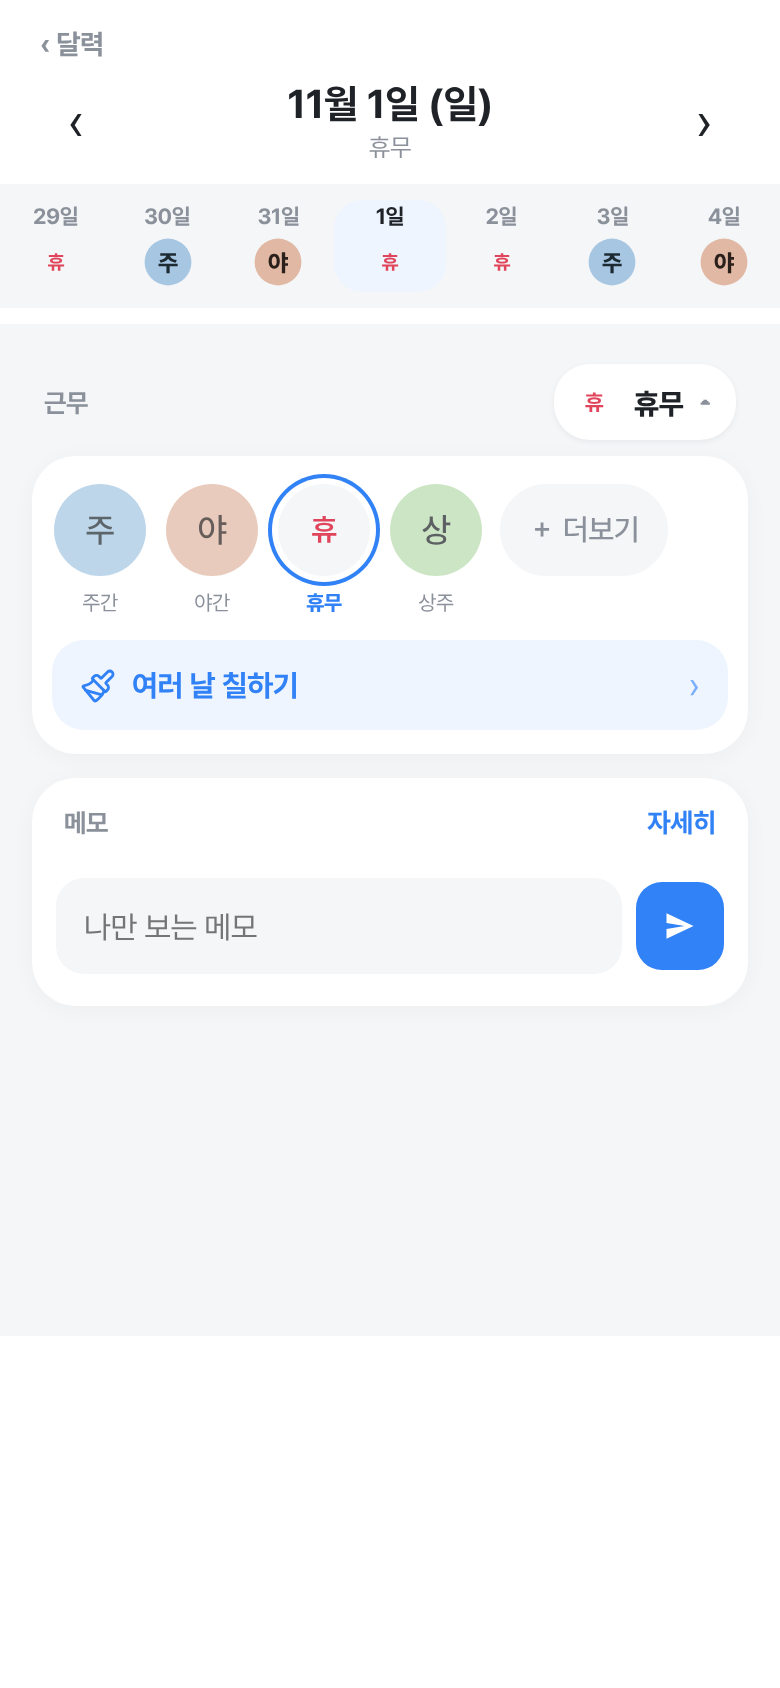 ‹ 달력
‹ 11월 1일 (일) ›
휴무
29일 30일 31일 1일 2일 3일 4일
휴 주 야 휴 휴 주 야
근무 휴 휴무
주 야 휴 상 + 더보기
주간 야간 휴무 상주
여러 날 칠하기 ›
메모 자세히
나만 보는 메모